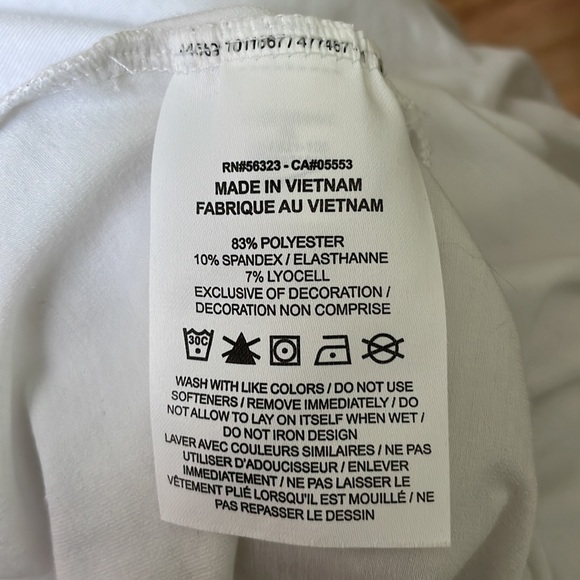 RN#56323 - CA#05553
MADE IN VIETNAM
FABRIQUE AU VIETNAM
83% POLYESTER
10% SPANDEX / ELASTHANNE
7% LYOCELL
EXCLUSIVE OF DECORATION /
DECORATION NON COMPRISE
30C
WASH WITH LIKE COLORS / DO NOT USE
SOFTENERS / REMOVE IMMEDIATELY / DO
NOT ALLOW TO LAY ON ITSELF WHEN WET /
DO NOT IRON DESIGN
LAVER AVEC COULEURS SIMILAIRES / NE PAS
UTILISER D'ADOUCISSEUR / ENLEVER
IMMEDIATEMENT / NE PAS LAISSER LE
VÊTEMENT PLIÉ LORSQU'IL EST MOUILLÉ / NE
PAS REPASSER LE DESSIN